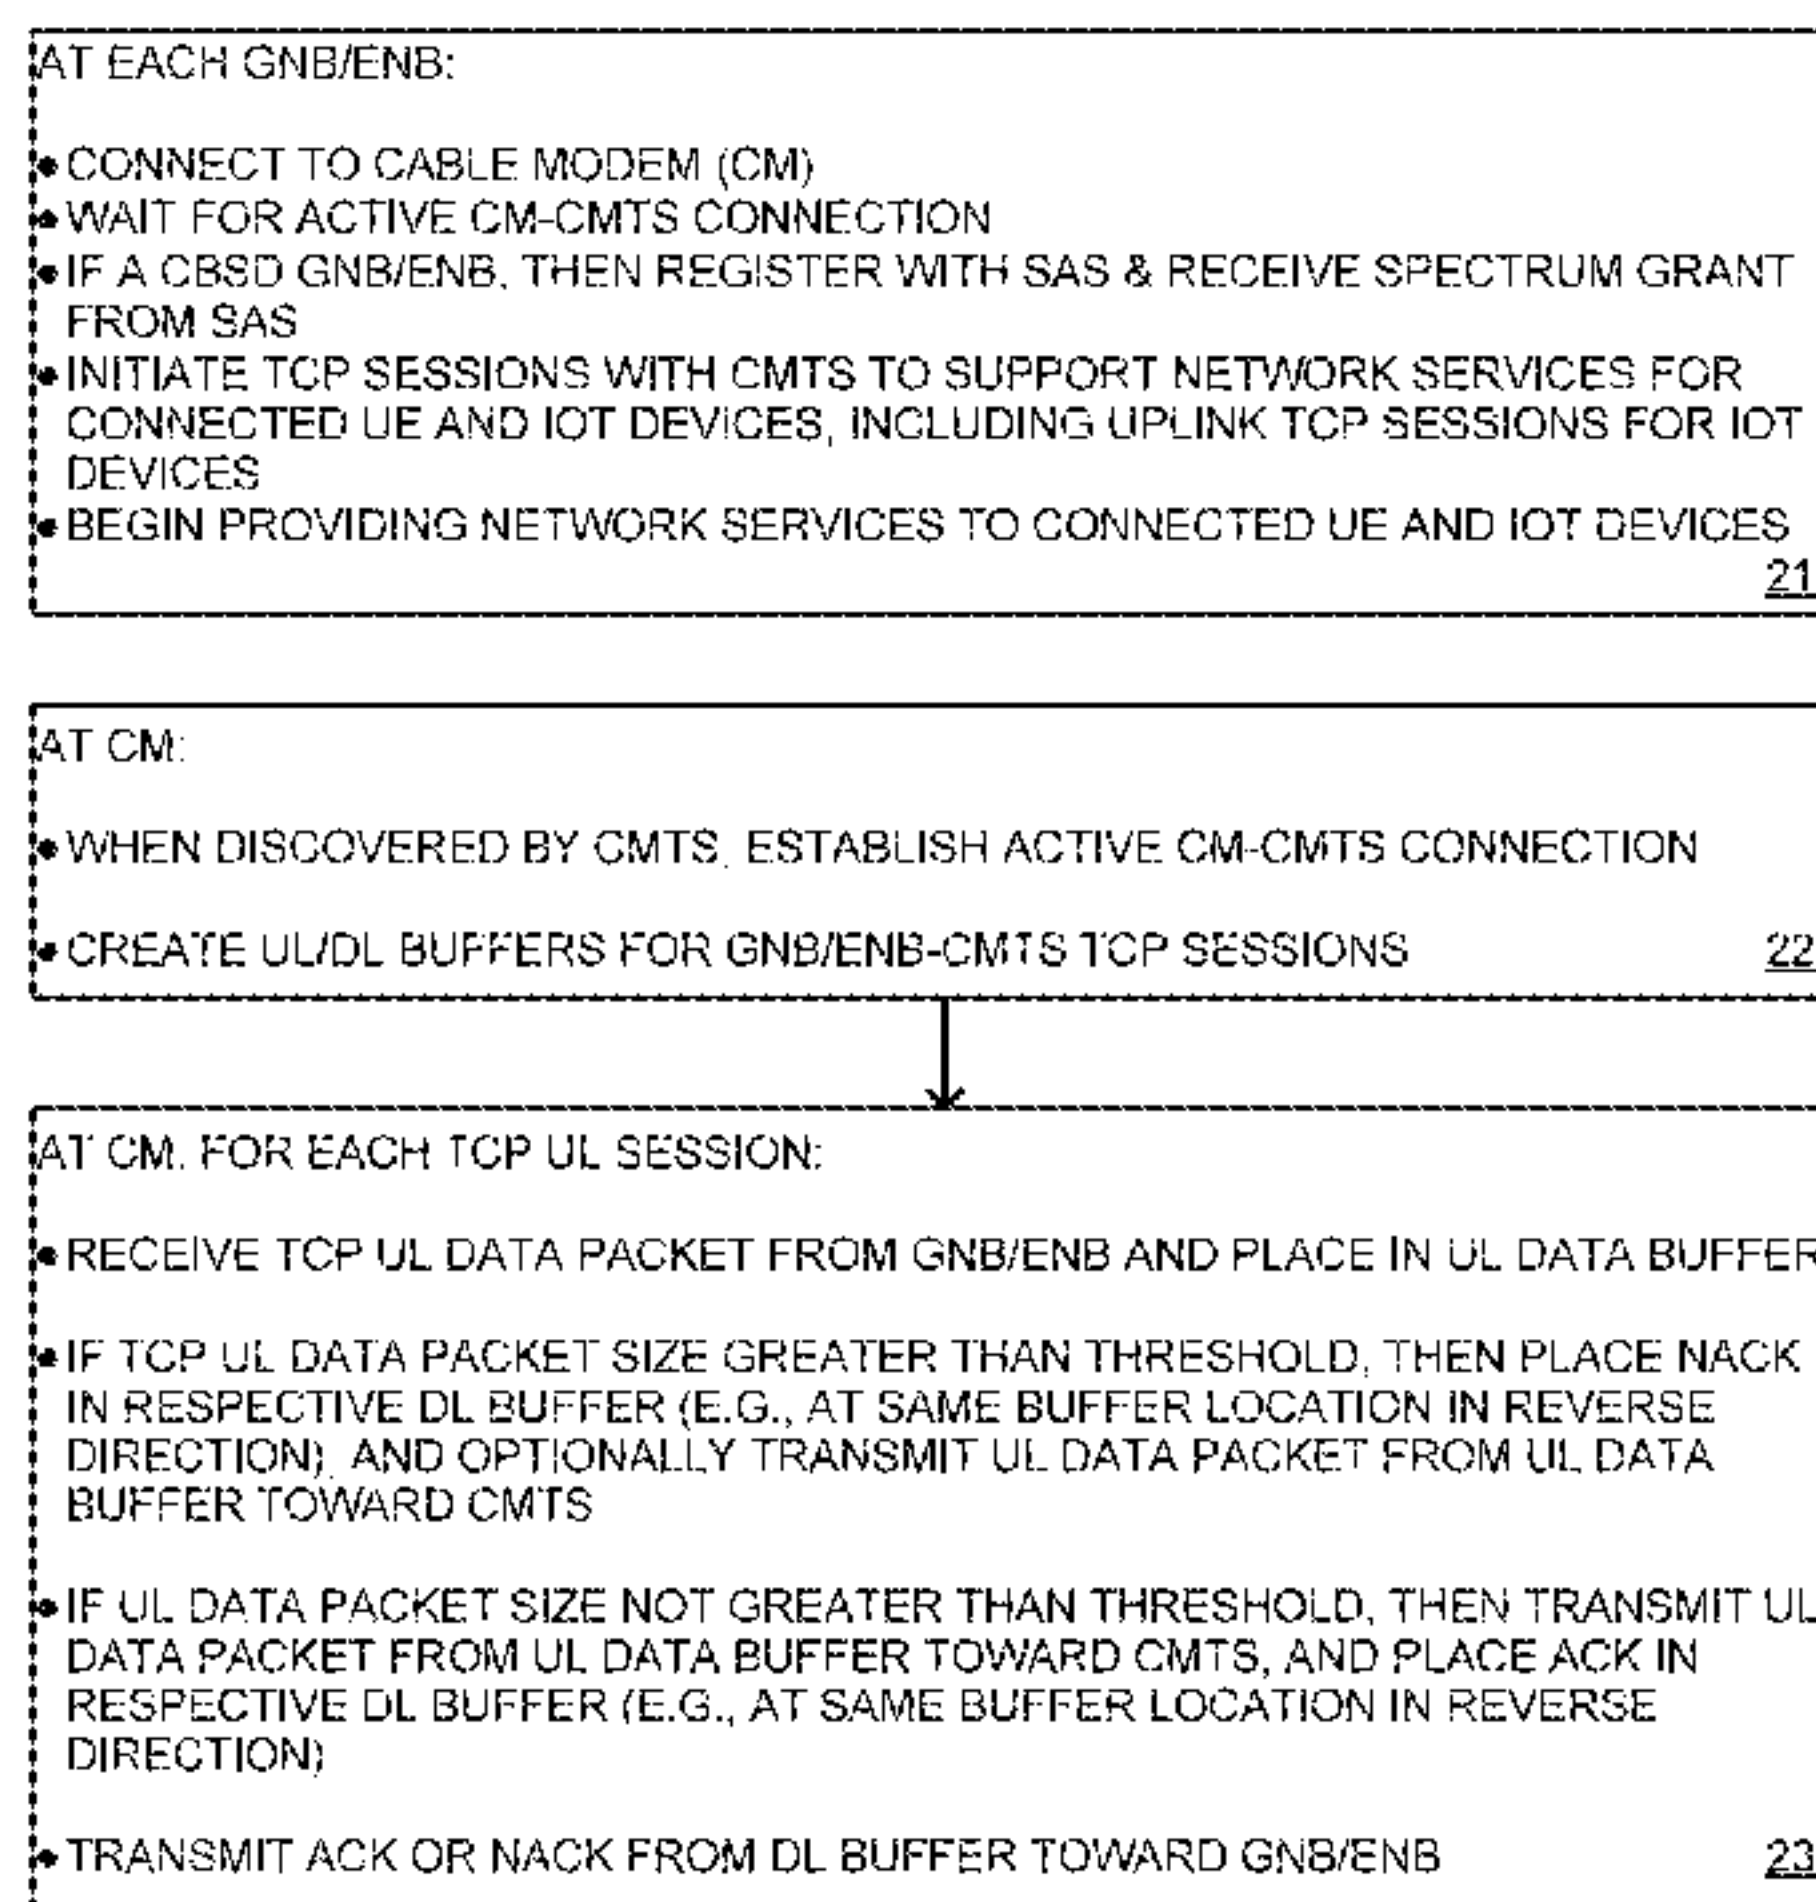 AT EACH GNB/ENB:
● CONNECT TO CABLE MODEM (CM)
● WAIT FOR ACTIVE CM-CMTS CONNECTION
● IF A CBSD GNB/ENB, THEN REGISTER WITH SAS & RECEIVE SPECTRUM GRANT
FROM SAS
● INITIATE TCP SESSIONS WITH CMTS TO SUPPORT NETWORK SERVICES FOR
CONNECTED UE AND IOT DEVICES, INCLUDING UPLINK TCP SESSIONS FOR IOT
DEVICES
● BEGIN PROVIDING NETWORK SERVICES TO CONNECTED UE AND IOT DEVICES
21
AT CM:
● WHEN DISCOVERED BY CMTS, ESTABLISH ACTIVE CM-CMTS CONNECTION
● CREATE UL/DL BUFFERS FOR GNB/ENB-CMTS TCP SESSIONS 22
AT CM, FOR EACH TCP UL SESSION:
● RECEIVE TCP UL DATA PACKET FROM GNB/ENB AND PLACE IN UL DATA BUFFER
● IF TCP UL DATA PACKET SIZE GREATER THAN THRESHOLD, THEN PLACE NACK
IN RESPECTIVE DL BUFFER (E.G., AT SAME BUFFER LOCATION IN REVERSE
DIRECTION), AND OPTIONALLY TRANSMIT UL DATA PACKET FROM UL DATA
BUFFER TOWARD CMTS
● IF UL DATA PACKET SIZE NOT GREATER THAN THRESHOLD, THEN TRANSMIT UL
DATA PACKET FROM UL DATA BUFFER TOWARD CMTS, AND PLACE ACK IN
RESPECTIVE DL BUFFER (E.G., AT SAME BUFFER LOCATION IN REVERSE
DIRECTION)
● TRANSMIT ACK OR NACK FROM DL BUFFER TOWARD GNB/ENB 23